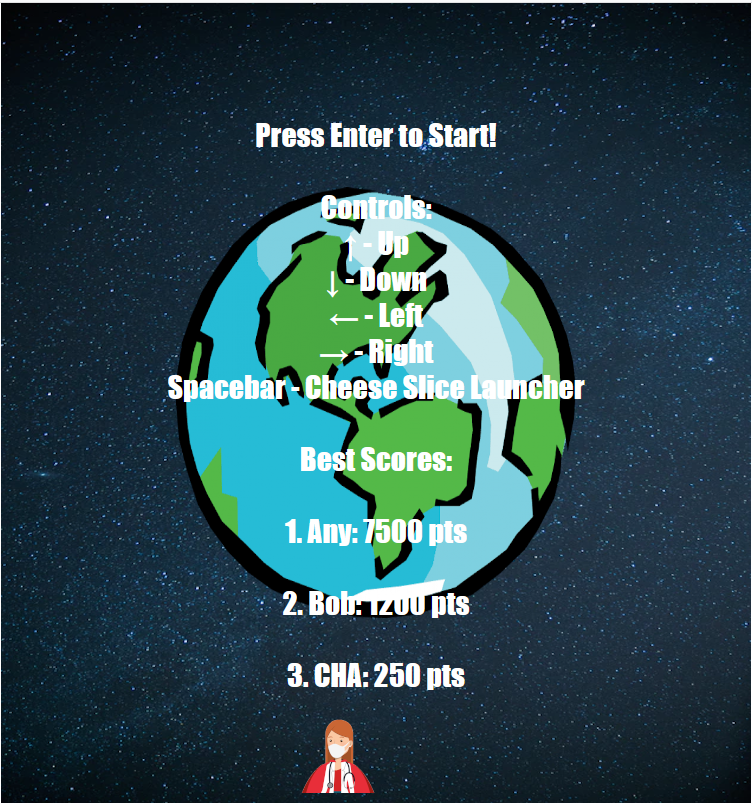 Press Enter to Start!
Controls:
↑ - Up
↓ - Down
← - Left
→ - Right
Spacebar - Cheese Slice Launcher
Best Scores:
1. Any: 7500 pts
2. Bob: 1200 pts
3. CHA: 250 pts